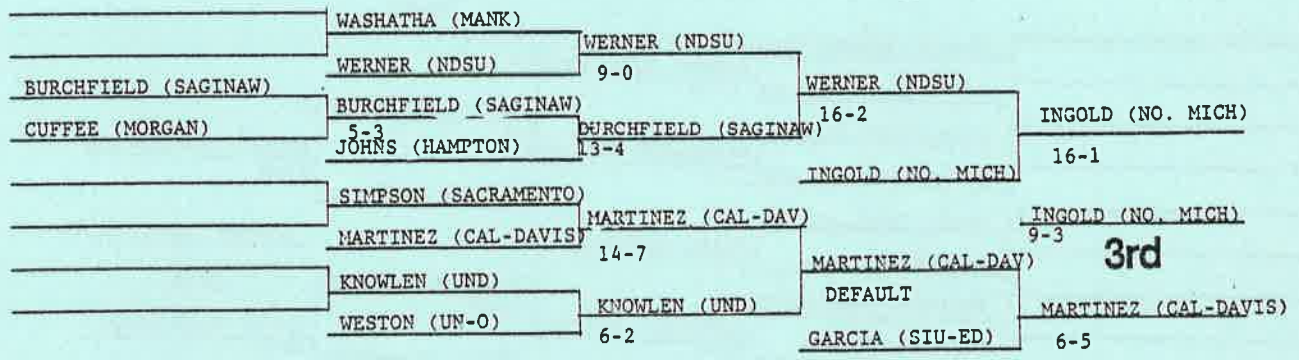 WASHATHA (MANK)
WERNER (NDSU)
WERNER (NDSU)
9-0
BURCHFIELD (SAGINAW)
CUFFEE (MORGAN)
BURCHFIELD (SAGINAW)
5-3
JOHNS (HAMPTON)
DURCHFIELD (SAGINAW)
13-4
WERNER (NDSU)
16-2
INGOLD (NO. MICH)
INGOLD (NO. MICH)
16-1
SIMPSON (SACRAMENTO)
MARTINEZ (CAL-DAVIS)
MARTINEZ (CAL-DAV)
14-7
KNOWLEN (UND)
WESTON (UN-O)
KNOWLEN (UND)
6-2
MARTINEZ (CAL-DAV)
DEFAULT
GARCIA (SIU-ED)
INGOLD (NO. MICH)
9-3
3rd
MARTINEZ (CAL-DAVIS)
6-5